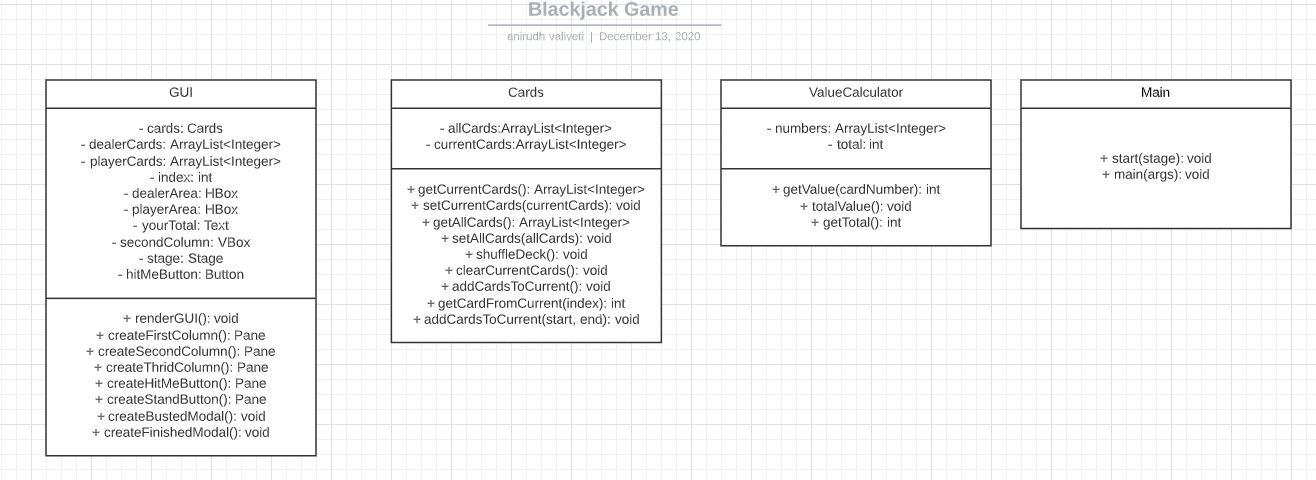 Blackjack Game
anirudh valiveti | December 13, 2020
GUI
- cards: Cards
- dealerCards: ArrayList<Integer>
- playerCards: ArrayList<Integer>
- index: int
- dealerArea: HBox
- playerArea: HBox
- yourTotal: Text
- secondColumn: VBox
- stage: Stage
- hitMeButton: Button
+ renderGUI(): void
+ createFirstColumn(): Pane
+ createSecondColumn(): Pane
+ createThridColumn(): Pane
+ createHitMeButton(): Pane
+ createStandButton(): Pane
+ createBustedModal(): void
+ createFinishedModal(): void
Cards
- allCards:ArrayList<Integer>
- currentCards:ArrayList<Integer>
+ getCurrentCards(): ArrayList<Integer>
+ setCurrentCards(currentCards): void
+ getAllCards(): ArrayList<Integer>
+ setAllCards(allCards): void
+ shuffleDeck(): void
+ clearCurrentCards(): void
+ addCardsToCurrent(): void
+ getCardFromCurrent(index): int
+ addCardsToCurrent(start, end): void
ValueCalculator
- numbers: ArrayList<Integer>
- total: int
+ getValue(cardNumber): int
+ totalValue(): void
+ getTotal(): int
Main
+ start(stage): void
+ main(args): void